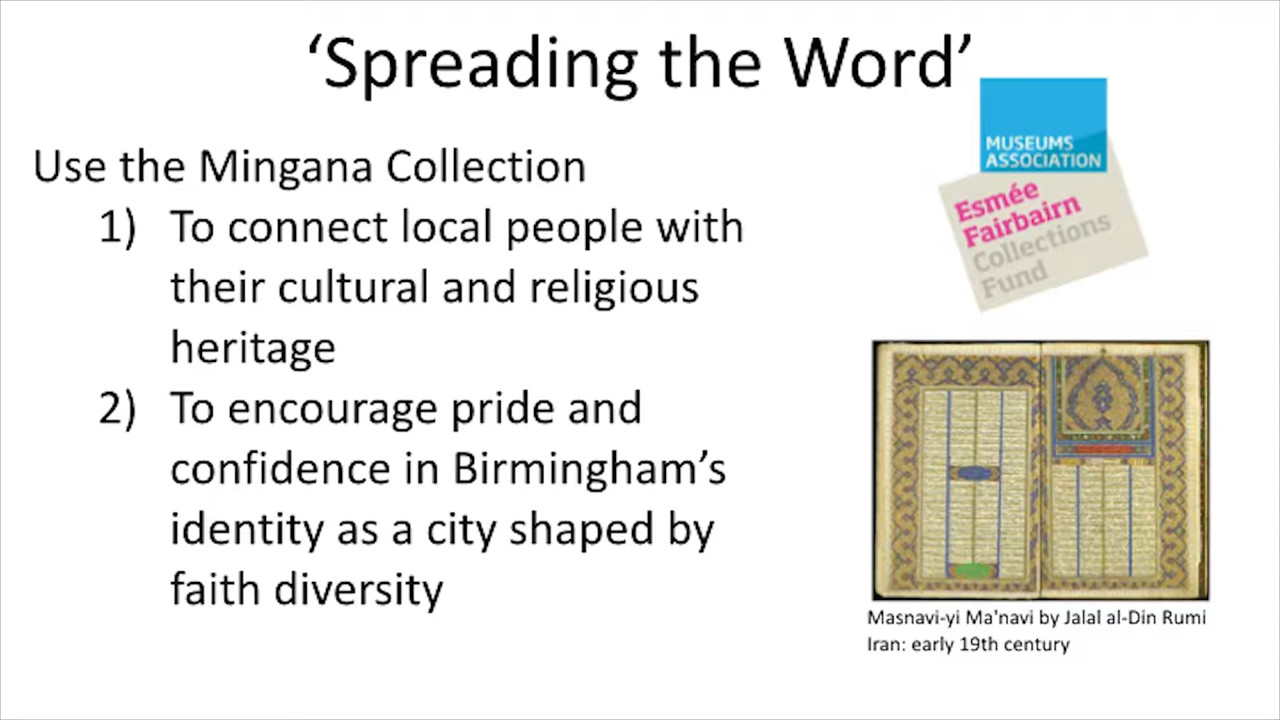 ‘Spreading the Word’
Use the Mingana Collection
1) To connect local people with
their cultural and religious
heritage
2) To encourage pride and
confidence in Birmingham’s
identity as a city shaped by
faith diversity
MUSEUMS
ASSOCIATION
Esmée
Fairbairn
Collections
Fund
Masnavi-yi Ma'navi by Jalal al-Din Rumi
Iran: early 19th century